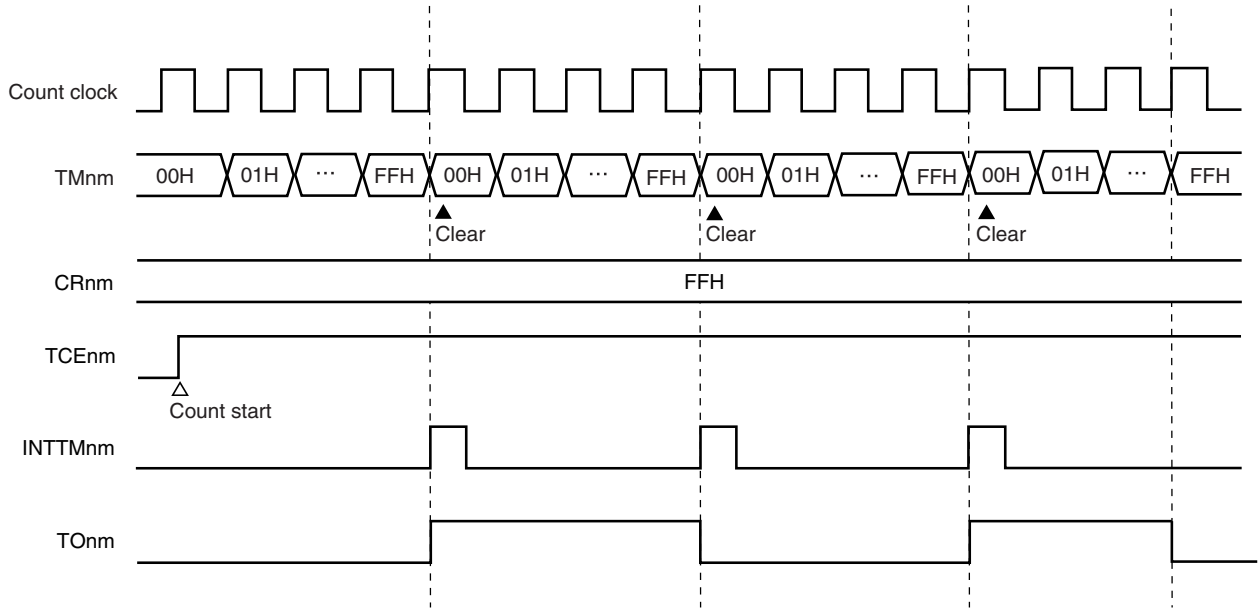 Count clock
TMnm 00H 01H ... FFH 00H 01H ... FFH 00H 01H ... FFH 00H 01H ... FFH
Clear Clear Clear
CRnm FFH
TCEnm
Count start
INTTMnm
TOnm